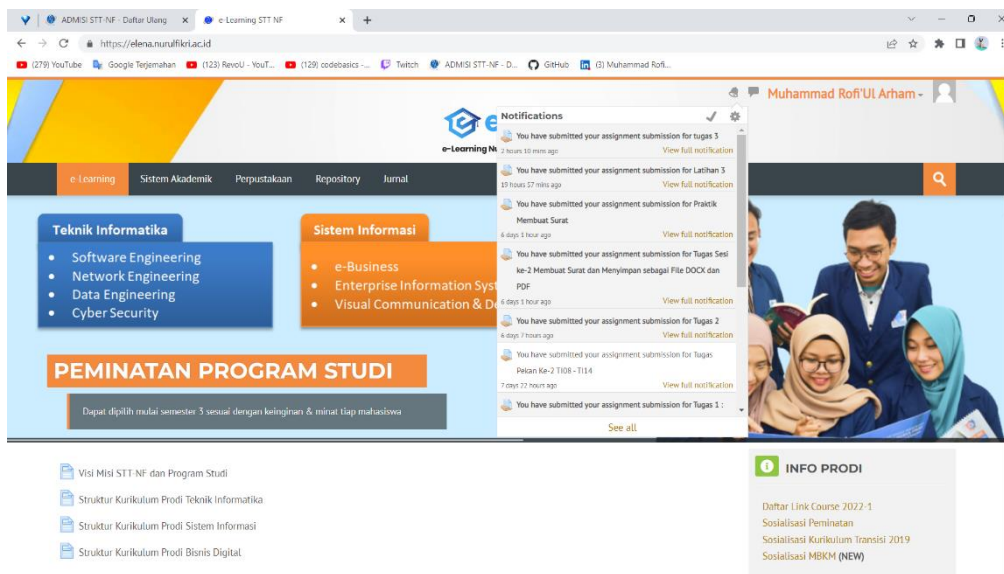 ADMISI STT-NF - Daftar Ulang
e-Learning STT NF
https://elena.nurulfikri.ac.id
(279) YouTube
Google Terjemahan
(123) RevoU - YouT...
(129) codebasics -...
Twitch
ADMISI STT-NF - D...
GitHub
(3) Muhammad Rofi...
Muhammad Rofi'Ul Arham
e-Learning Nu
e-Learning
Sistem Akademik
Perpustakaan
Repository
Jurnal
Notifications
You have submitted your assignment submission for tugas 3
2 hours 10 mins ago
View full notification
You have submitted your assignment submission for Latihan 3
19 hours 57 mins ago
View full notification
You have submitted your assignment submission for Praktik
Membuat Surat
6 days 1 hour ago
View full notification
You have submitted your assignment submission for Tugas Sesi
ke-2 Membuat Surat dan Menyimpan sebagai File DOCX dan
PDF
6 days 1 hour ago
View full notification
You have submitted your assignment submission for Tugas 2
6 days 7 hours ago
View full notification
You have submitted your assignment submission for Tugas
Pekan Ke-2 TI08 - TI14
7 days 22 hours ago
View full notification
You have submitted your assignment submission for Tugas 1 :
See all
Teknik Informatika
Software Engineering
Network Engineering
Data Engineering
Cyber Security
Sistem Informasi
e-Business
Enterprise Information Syst
Visual Communication & De
PEMINATAN PROGRAM STUDI
Dapat dipilih mulai semester 3 sesuai dengan keinginan & minat tiap mahasiswa
Visi Misi STT-NF dan Program Studi
Struktur Kurikulum Prodi Teknik Informatika
Struktur Kurikulum Prodi Sistem Informasi
Struktur Kurikulum Prodi Bisnis Digital
INFO PRODI
Daftar Link Course 2022-1
Sosialisasi Peminatan
Sosialisasi Kurikulum Transisi 2019
Sosialisasi MBKM (NEW)